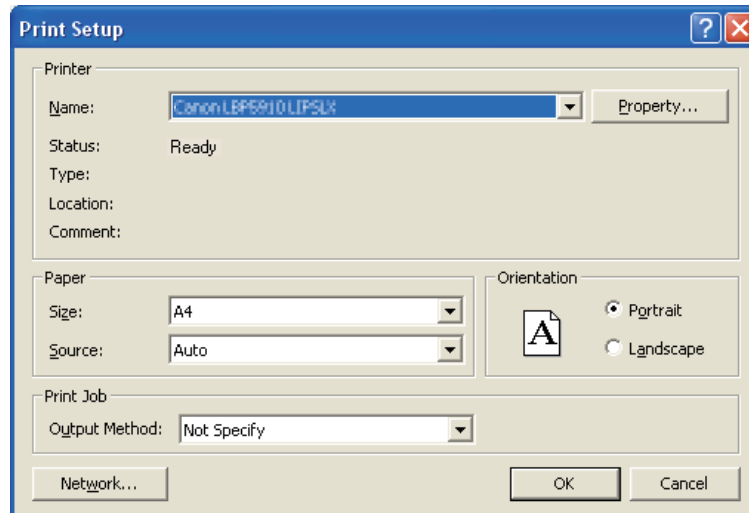 Print Setup
Printer
Name: Canon LBP5910 LIPSLX Property...
Status: Ready
Type:
Location:
Comment:
Paper
Size: A4
Source: Auto
Orientation
A
Portrait
Landscape
Print Job
Output Method: Not Specify
Network... OK Cancel